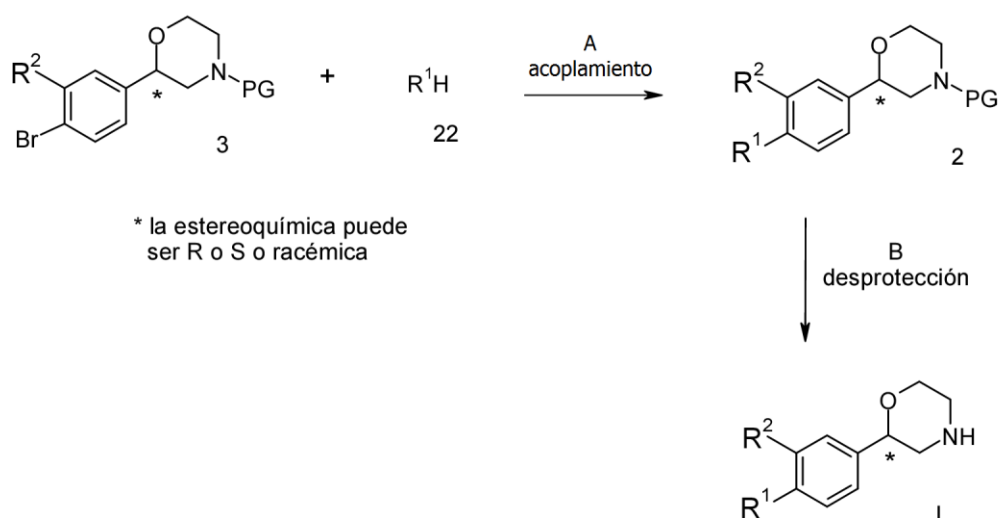 O
R²
N
PG
*
Br
3
+
R¹H
22
A
acoplamiento
O
R²
N
PG
*
R¹
2
* la estereoquímica puede
ser R o S o racémica
B
desprotección
O
R²
NH
*
R¹
I